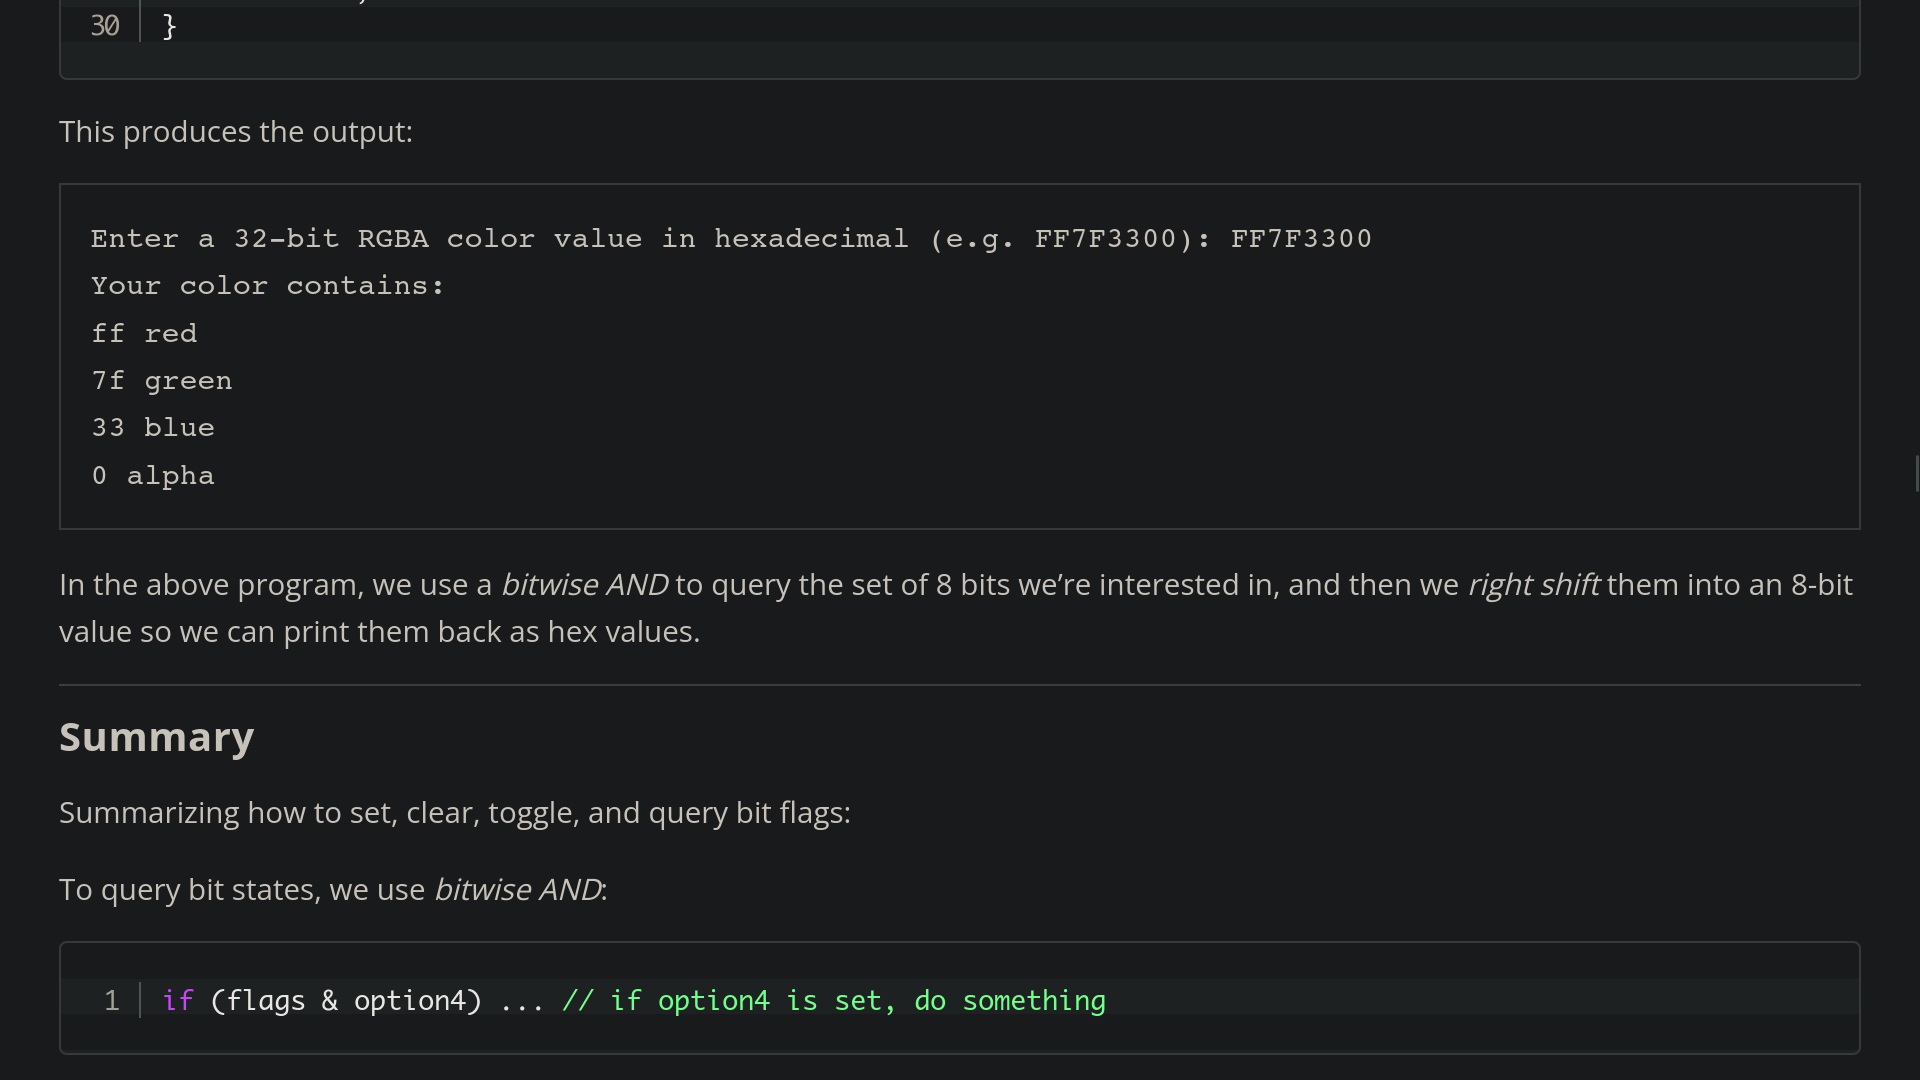 30 }
This produces the output:
Enter a 32-bit RGBA color value in hexadecimal (e.g. FF7F3300): FF7F3300
Your color contains:
ff red
7f green
33 blue
0 alpha
In the above program, we use a bitwise AND to query the set of 8 bits we’re interested in, and then we right shift them into an 8-bit
value so we can print them back as hex values.
Summary
Summarizing how to set, clear, toggle, and query bit flags:
To query bit states, we use bitwise AND:
1 if (flags & option4) ... // if option4 is set, do something